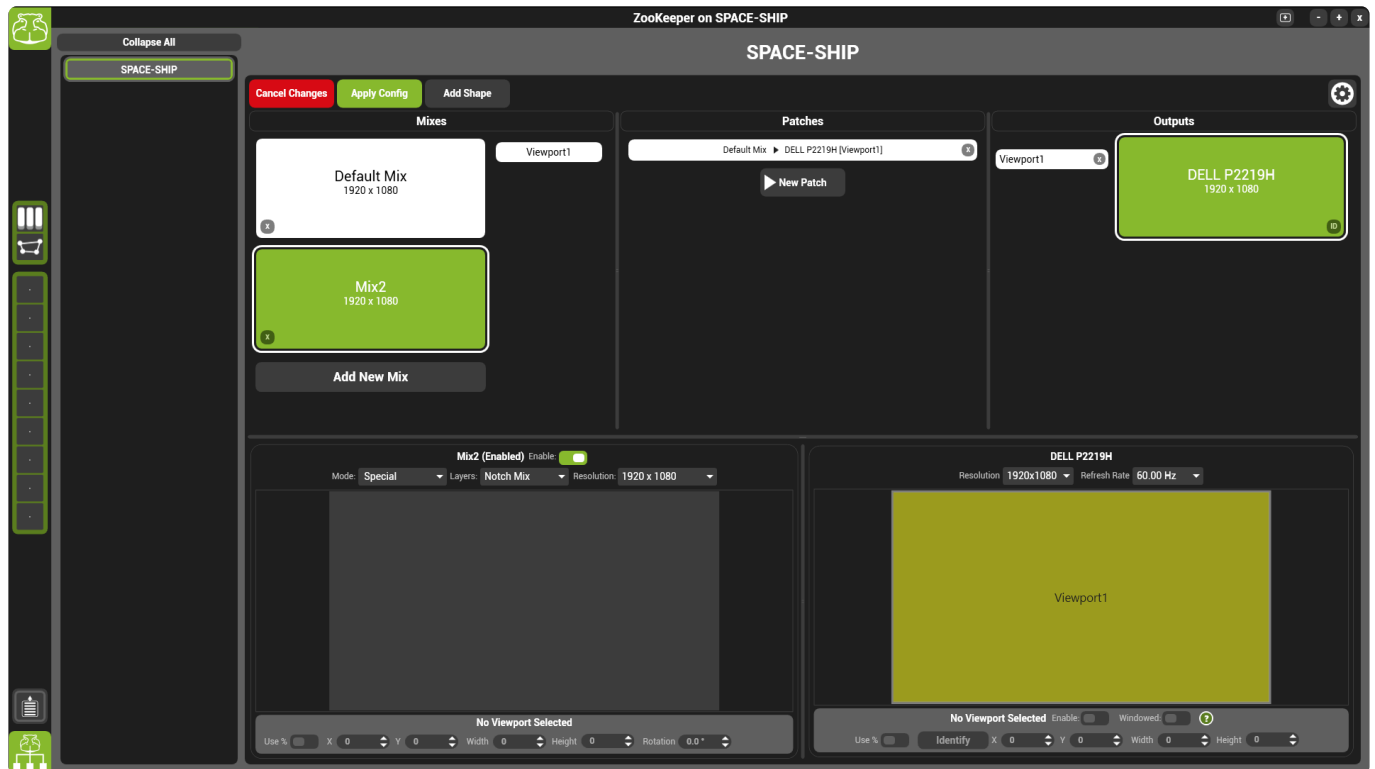 ZooKeeper on SPACE-SHIP
- + x
Collapse All
SPACE-SHIP
SPACE-SHIP
Cancel Changes Apply Config Add Shape
Mixes Patches Outputs
Default Mix
1920 x 1080
X
Viewport1
Default Mix ▶ DELL P2219H [Viewport1] X
New Patch
Viewport1 X
DELL P2219H
1920 x 1080
ID
Mix2
1920 x 1080
X
Add New Mix
Mix2 (Enabled) Enable:
Mode: Special Layers: Notch Mix Resolution: 1920 x 1080
DELL P2219H
Resolution 1920x1080 Refresh Rate 60.00 Hz
Viewport1
No Viewport Selected
Use % X 0 Y 0 Width 0 Height 0 Rotation 0.0 °
No Viewport Selected Enable: Windowed: ?
Use % Identify X 0 Y 0 Width 0 Height 0